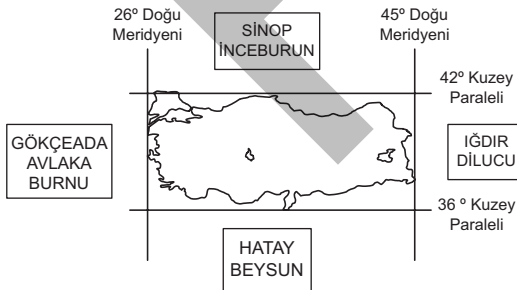 26º Doğu
Meridyeni
45º Doğu
Meridyeni
SİNOP
İNCEBURUN
42º Kuzey
Paraleli
GÖKÇEADA
AVLAKA
BURNU
IĞDIR
DİLUCU
36 º Kuzey
Paraleli
HATAY
BEYSUN